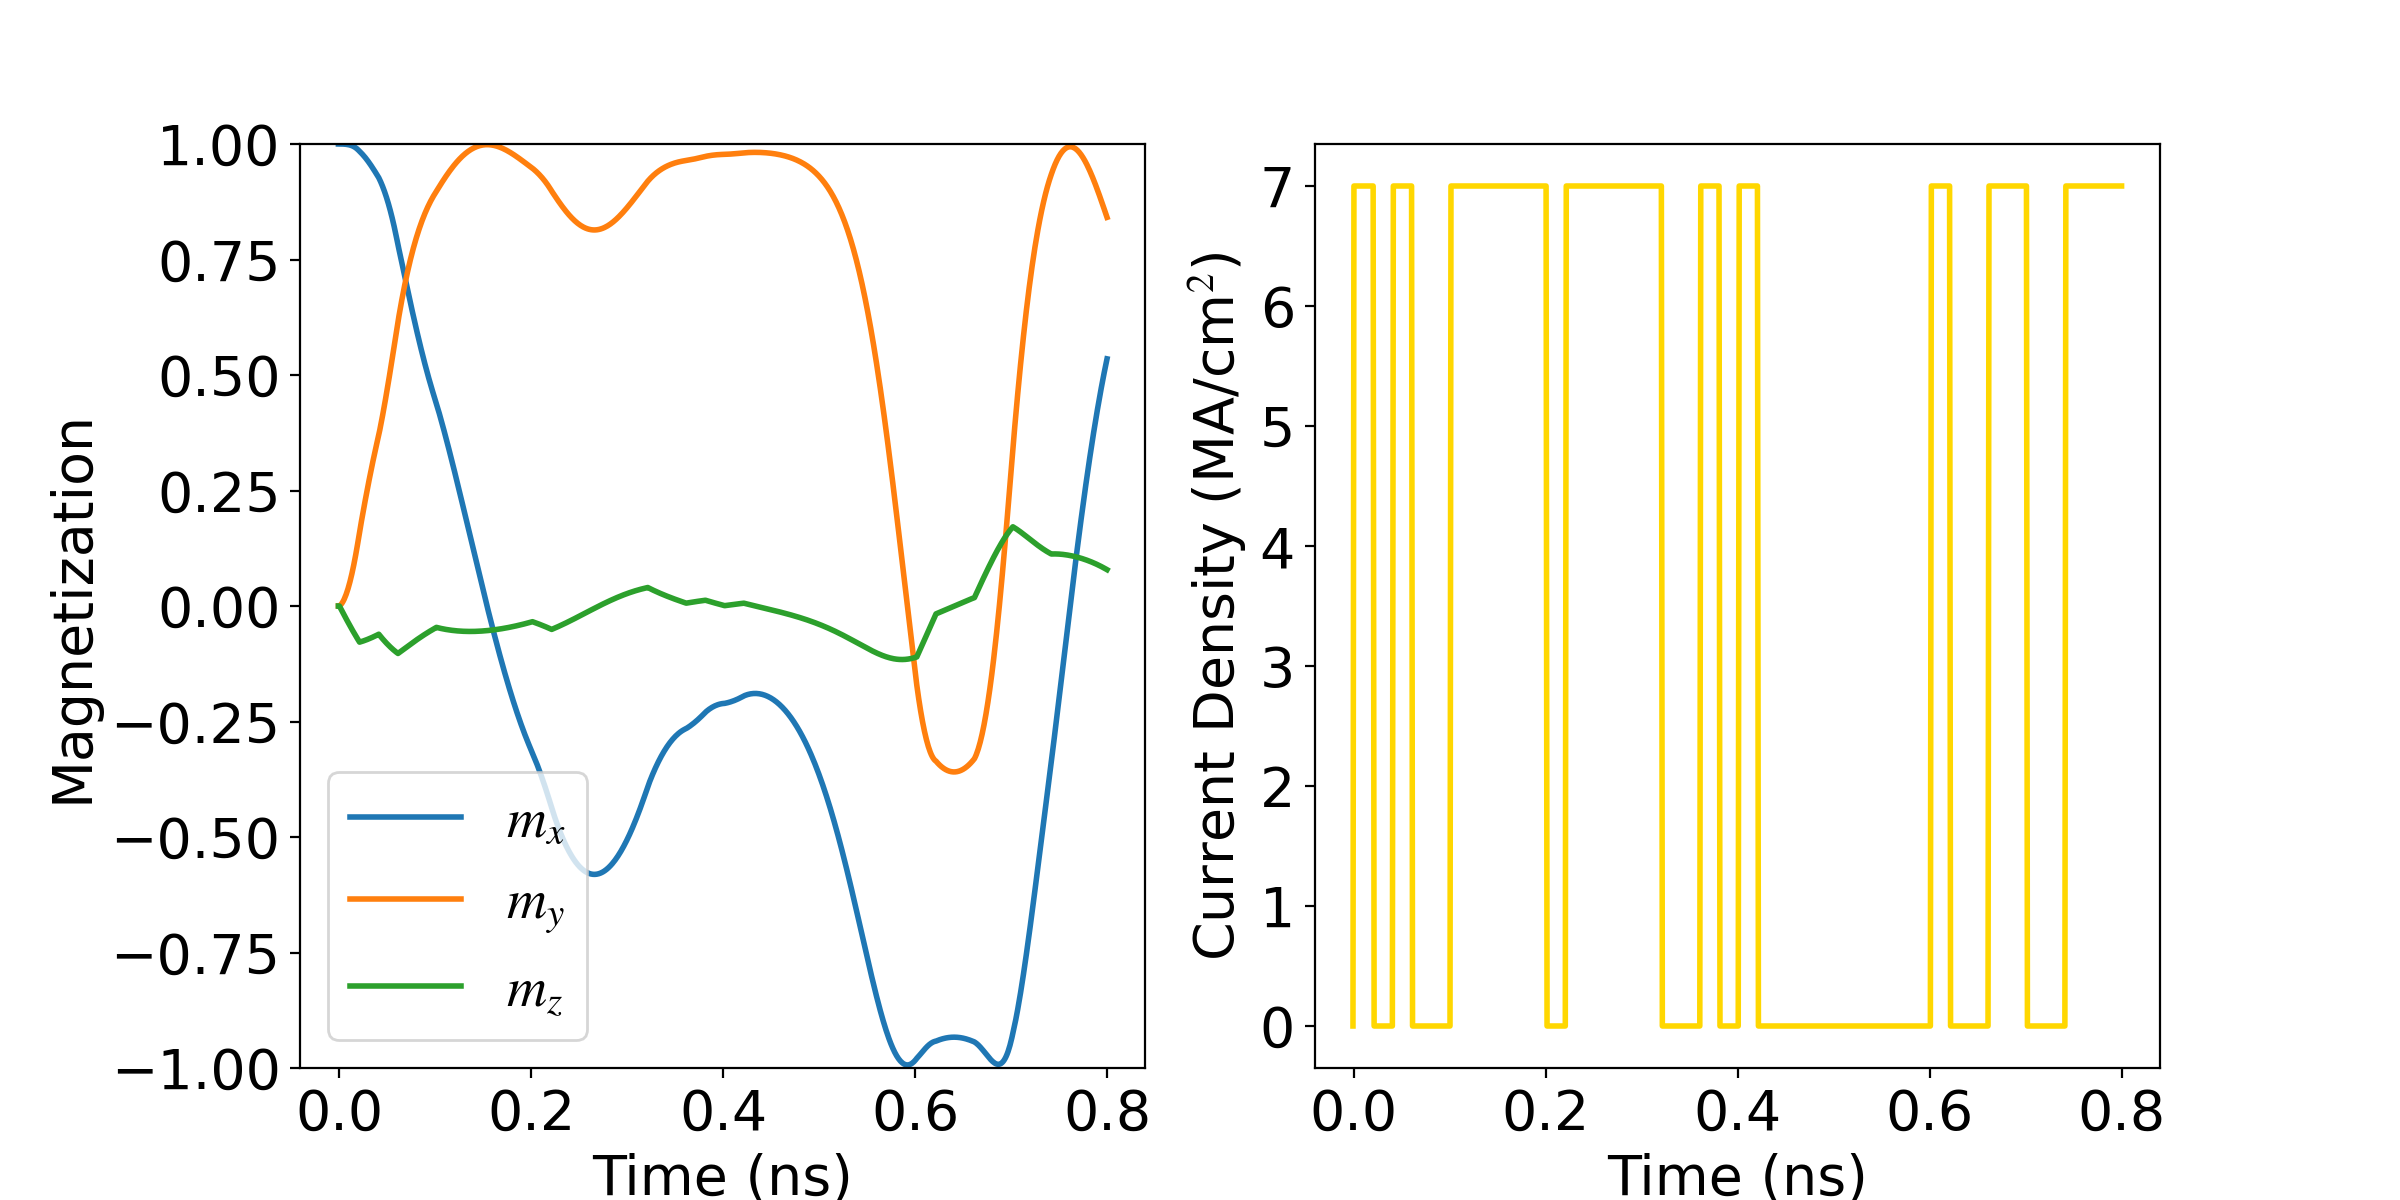 Magnetization
1.00
0.75
0.50
0.25
0.00
−0.25
−0.50
−0.75
−1.00
m_x
m_y
m_z
0.0 0.2 0.4 0.6 0.8
Time (ns)
Current Density (MA/cm²)
7
6
5
4
3
2
1
0
0.0 0.2 0.4 0.6 0.8
Time (ns)